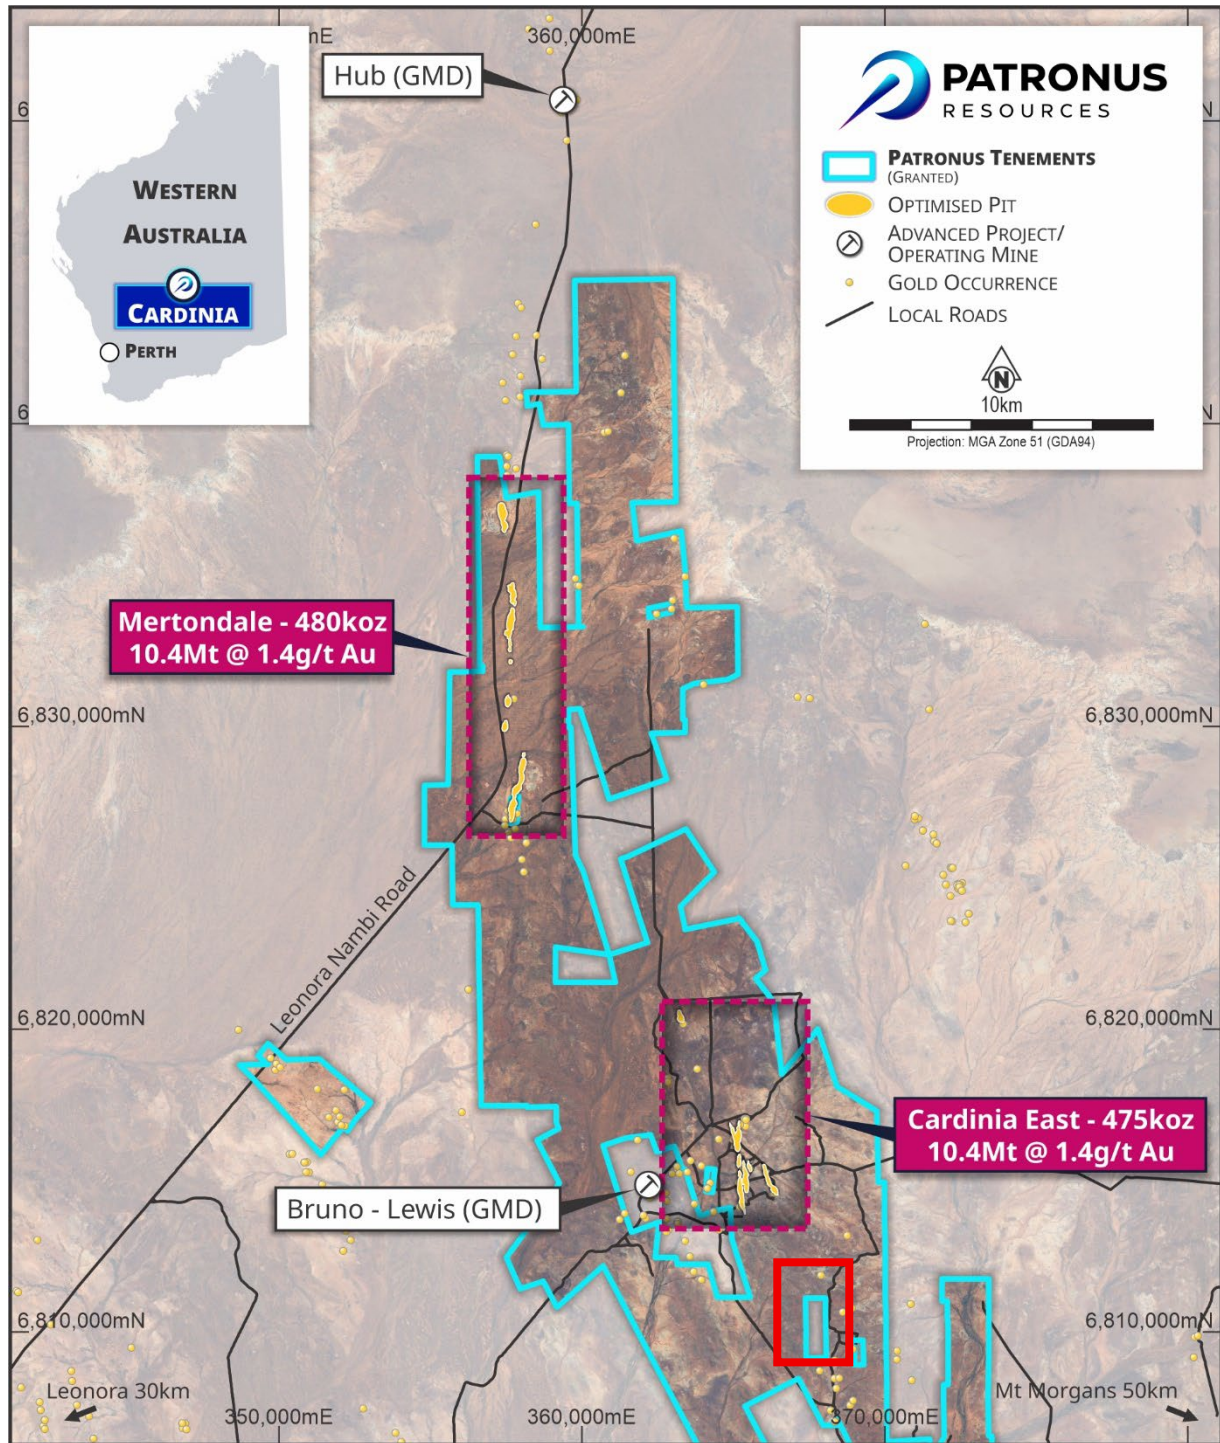 mE
360,000mE
Hub (GMD)
WESTERN
AUSTRALIA
CARDINIA
PERTH
PATRONUS
RESOURCES
PATRONUS TENEMENTS
(GRANTED)
OPTIMISED PIT
ADVANCED PROJECT/
OPERATING MINE
GOLD OCCURRENCE
LOCAL ROADS
N
10km
Projection: MGA Zone 51 (GDA94)
6
N
6
N
Mertondale - 480koz
10.4Mt @ 1.4g/t Au
6,830,000mN
6,830,000mN
Leonora Nambi Road
6,820,000mN
6,820,000mN
Cardinia East - 475koz
10.4Mt @ 1.4g/t Au
Bruno - Lewis (GMD)
6,810,000mN
6,810,000mN
Leonora 30km
Mt Morgans 50km
350,000mE
360,000mE
370,000mE